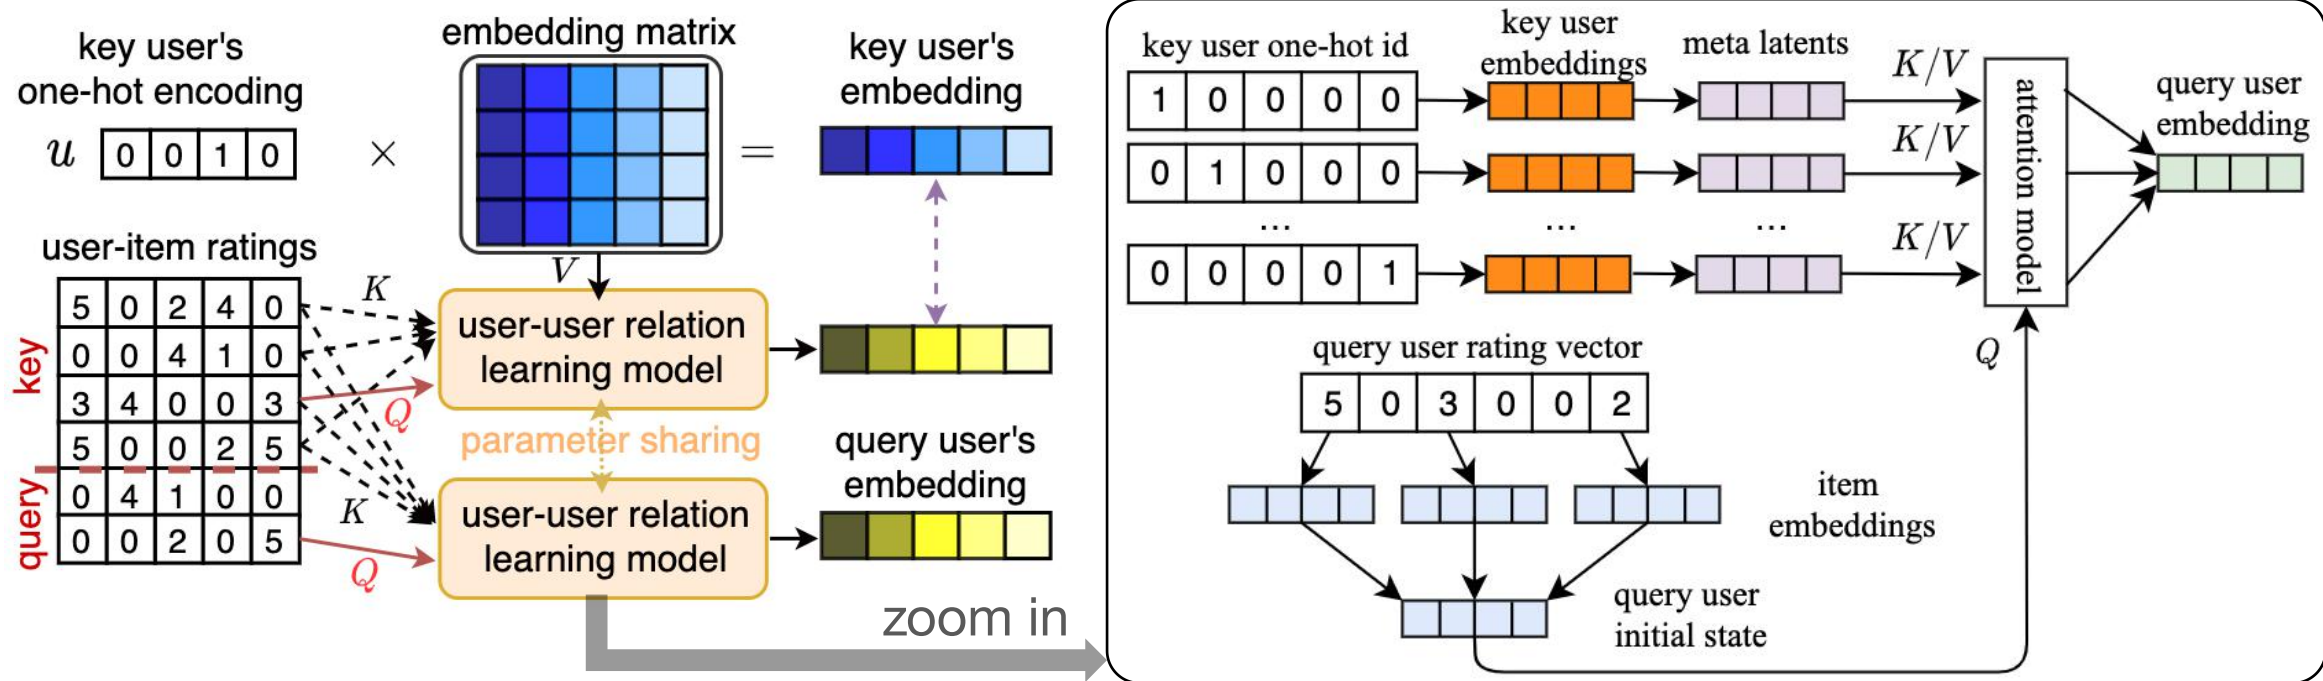 key user's
one-hot encoding
u 0 0 1 0
×
embedding matrix
=
key user's
embedding
user-item ratings
key
query
5 0 2 4 0
0 0 4 1 0
3 4 0 0 3
5 0 0 2 5
0 4 1 0 0
0 0 2 0 5
K
Q
K
Q
V
user-user relation
learning model
parameter sharing
user-user relation
learning model
query user's
embedding
zoom in
key user one-hot id
key user
embeddings
meta latents
1 0 0 0 0
0 1 0 0 0
... ... ...
0 0 0 0 1
K/V
K/V
K/V
attention model
query user
embedding
Q
query user rating vector
5 0 3 0 0 2
item
embeddings
query user
initial state